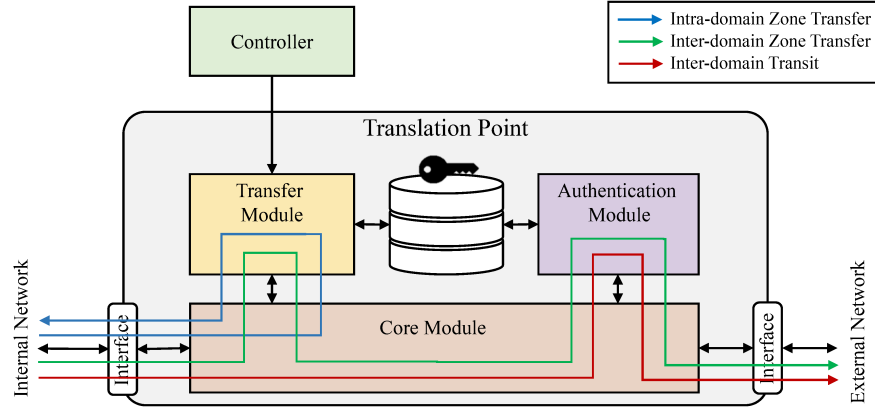 Intra-domain Zone Transfer
Inter-domain Zone Transfer
Inter-domain Transit
Controller
Translation Point
Transfer
Module
Authentication
Module
Core Module
Internal Network
Interface
Interface
External Network